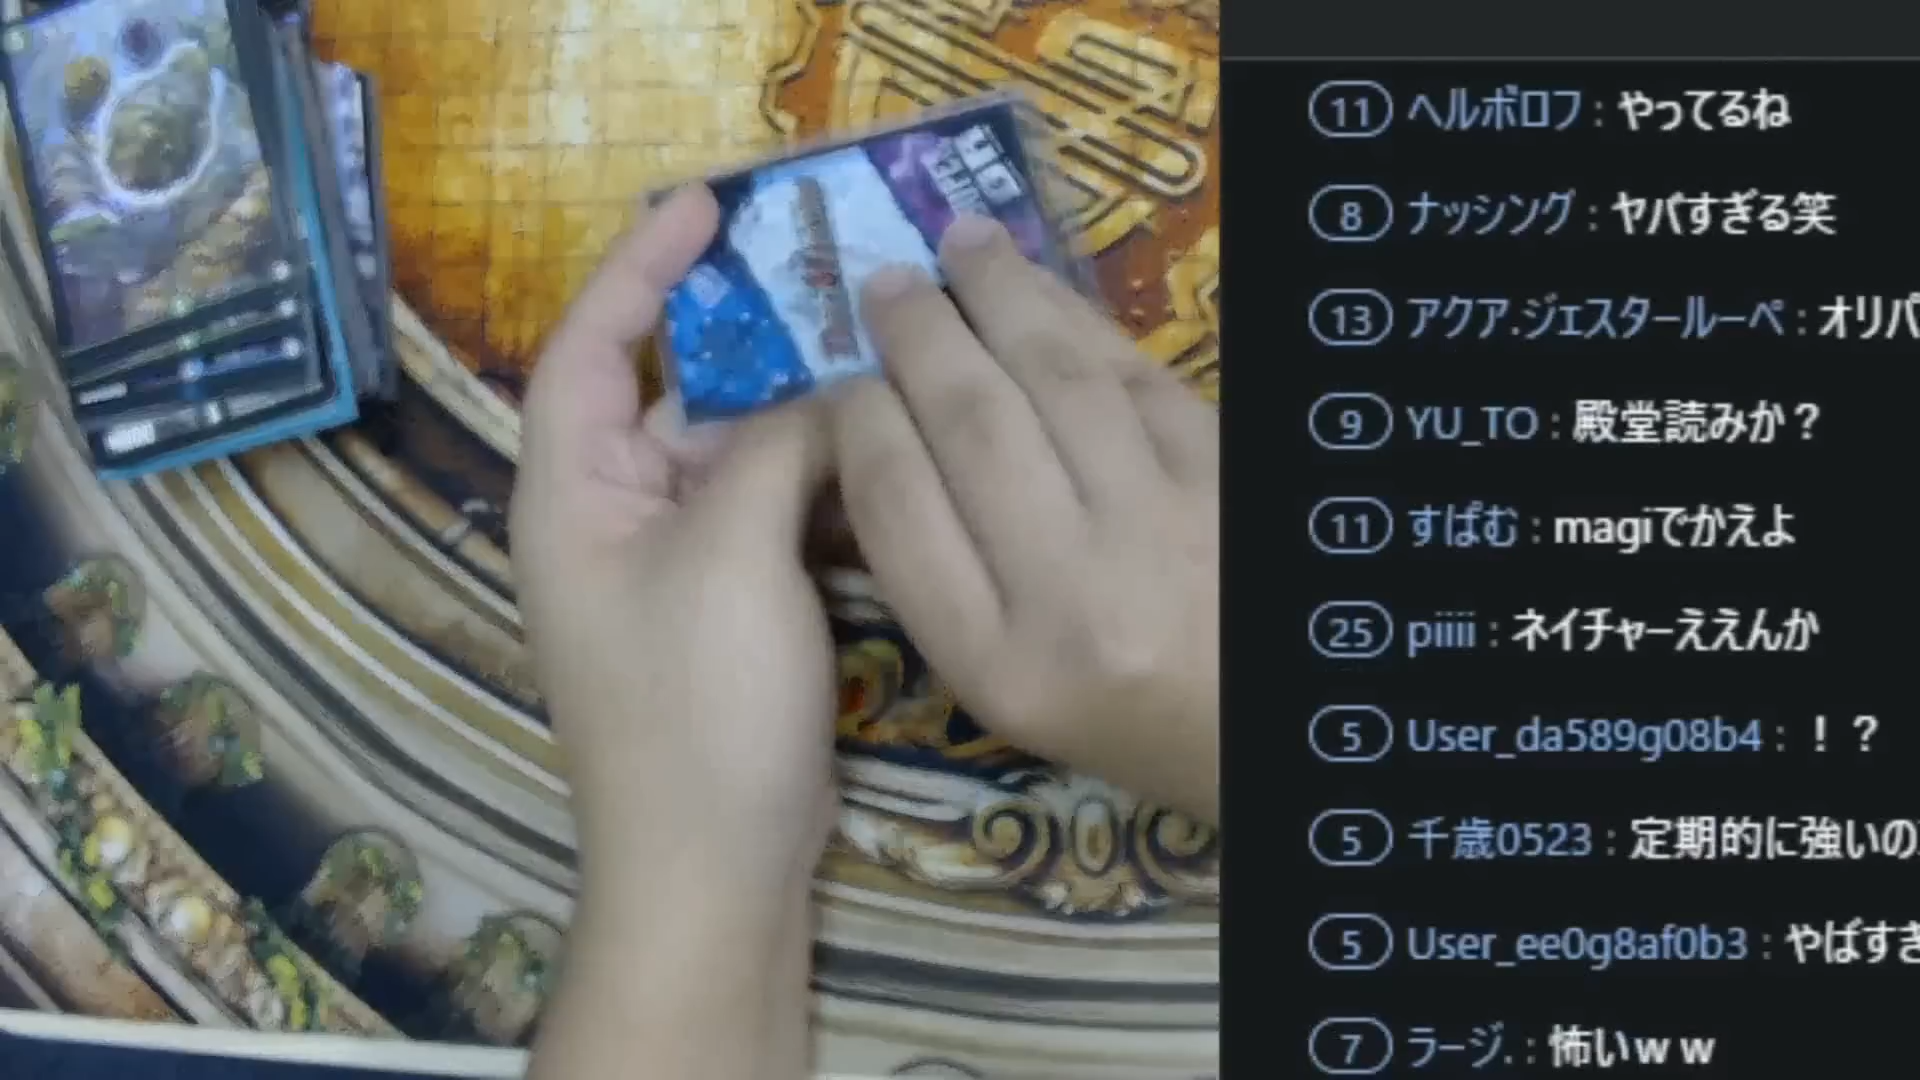 11 ヘルボロフ : やってるね
8 ナッシング : ヤバすぎる笑
13 アクア.ジェスタールーペ : オリパ
9 YU_TO : 殿堂読みか？
11 すぱむ : magiでかえよ
25 piiii : ネイチャーええんか
5 User_da589g08b4 : ！？
5 千歳0523 : 定期的に強いの
5 User_ee0g8af0b3 : やばすぎ
7 ラージ. : 怖いｗｗ